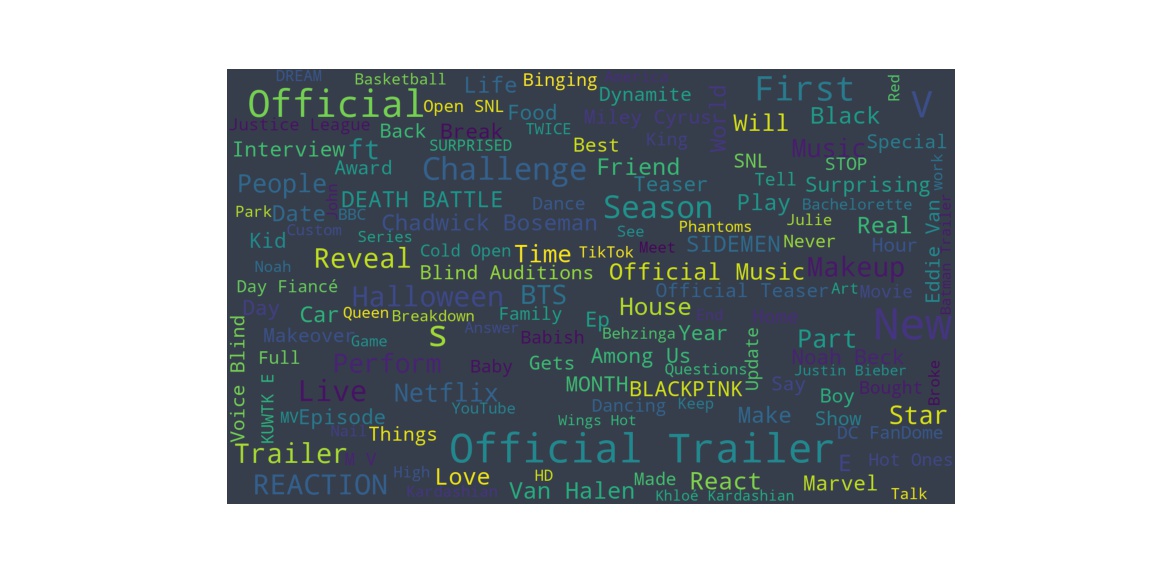 DREAM Basketball Life Binging First Red
Official Open SNL Food Dynamite World V
Justice League Back Break TWICE Miley Cyrus Will Black
Interview ft SURPRISED Best King Music Special
Award Challenge Friend SNL STOP work
People DEATH BATTLE Teaser Tell Surprising
Park Date John BBC Dance Season Play Bachelorette
Custom Chadwick Boseman See Phantoms Julie Real Eddie Van
Kid Series Cold Open Time TikTok Meet SIDEMEN Never Hour Batman Trailer
Noah Reveal Blind Auditions Official Music Makeup
Day Fiancé Halloween BTS Official Teaser Art Movie
Day Car Queen Breakdown Family Ep House New
Makeover Game s Answer Babish Behzinga Year Part
Voice Blind Full Perform Baby Gets Among Us Update Noah Beck
KUWTK E Live Netflix MONTH BLACKPINK Questions Say Justin Bieber Bought Broke
MV Episode YouTube Dancing Keep Make Boy Show Star
Nail Things Wings Hot DC FanDome
Trailer Official Trailer E Hot Ones
REACTION High Love HD Made React Marvel
Kardashian Van Halen Khloé Kardashian Talk